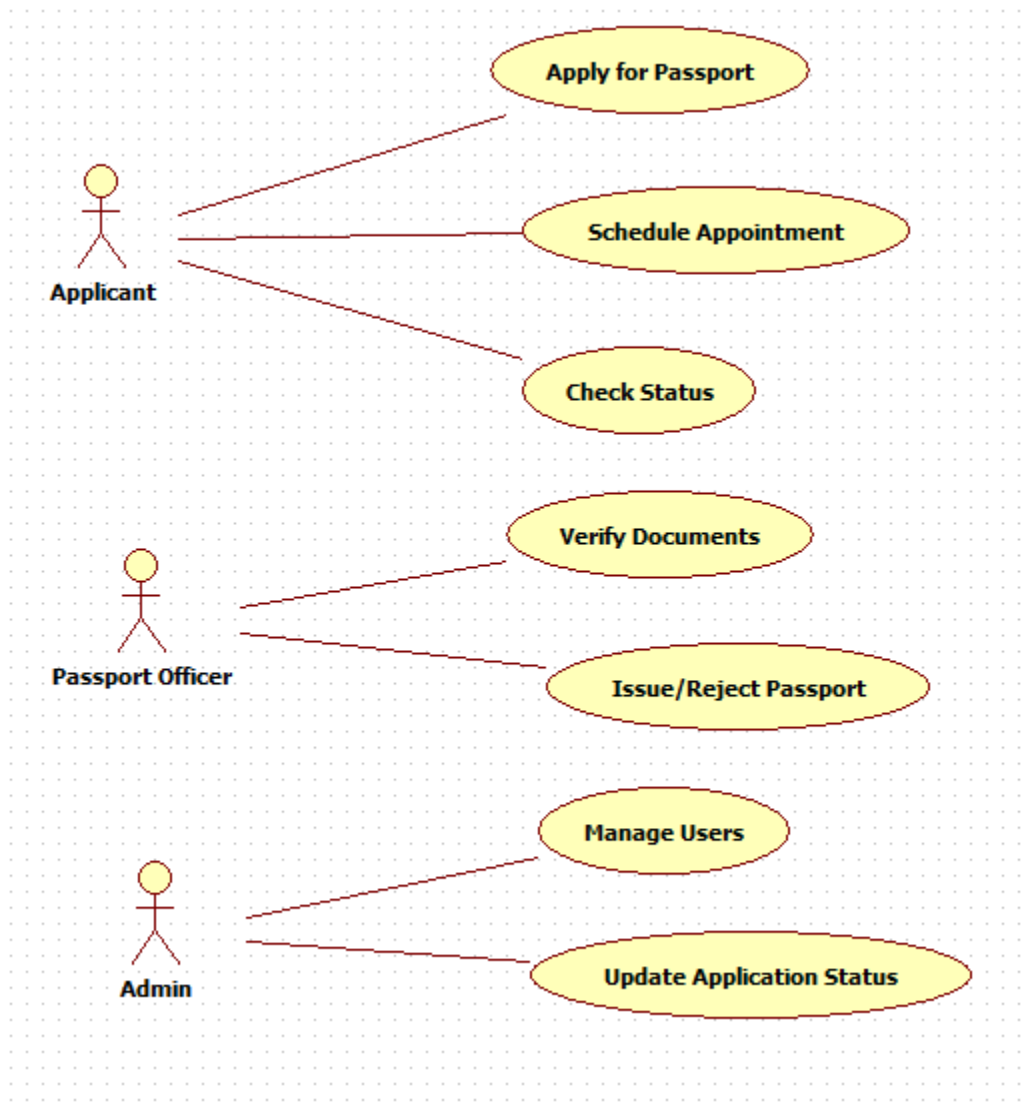 Apply for Passport
Schedule Appointment
Applicant
Check Status
Verify Documents
Passport Officer
Issue/Reject Passport
Manage Users
Admin
Update Application Status